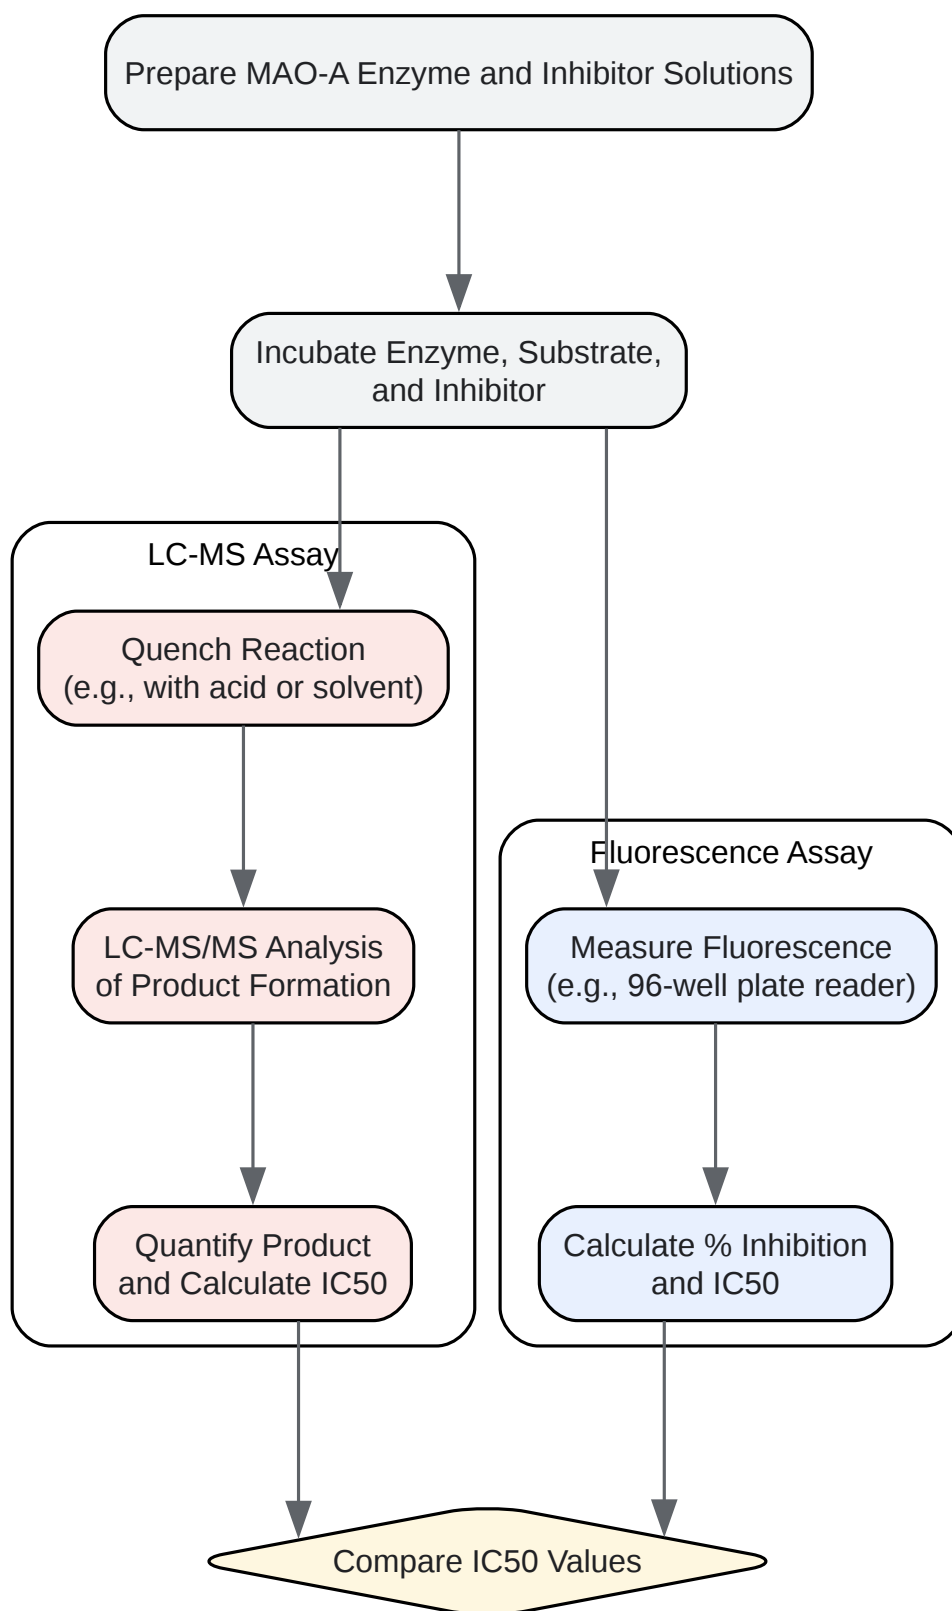 Prepare MAO-A Enzyme and Inhibitor Solutions
Incubate Enzyme, Substrate,
and Inhibitor
LC-MS Assay
Quench Reaction
(e.g., with acid or solvent)
LC-MS/MS Analysis
of Product Formation
Quantify Product
and Calculate IC50
Fluorescence Assay
Measure Fluorescence
(e.g., 96-well plate reader)
Calculate % Inhibition
and IC50
Compare IC50 Values